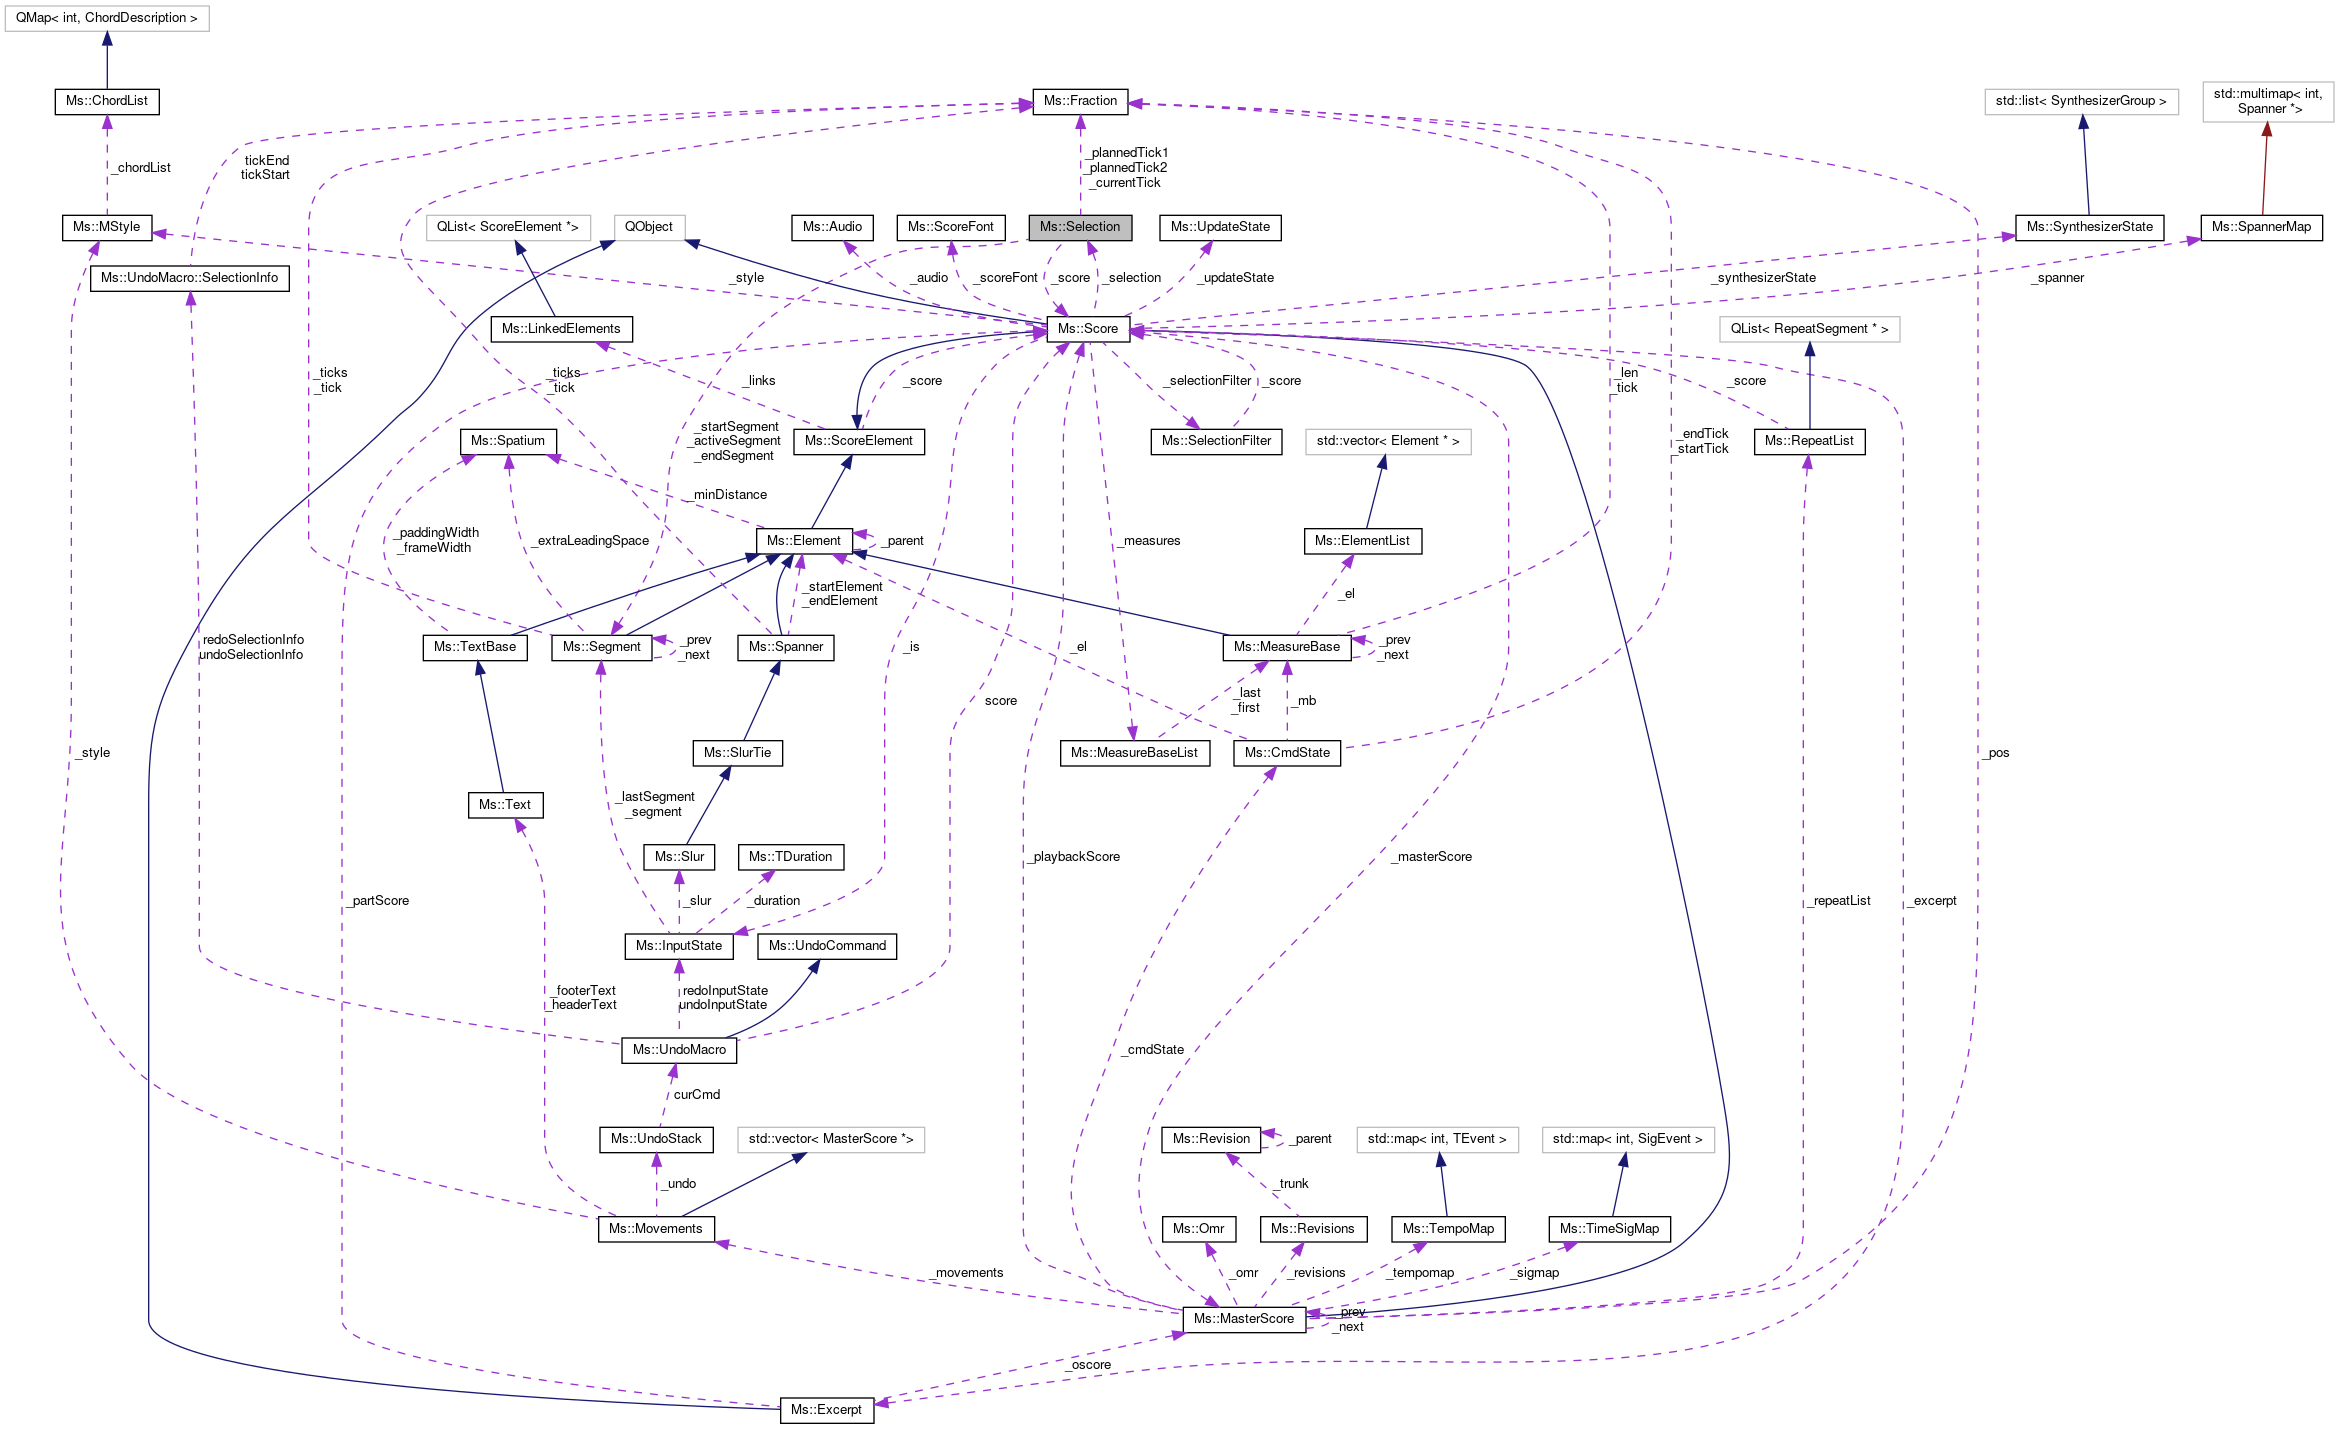 QMap< int, ChordDescription >
Ms::ChordList
Ms::Fraction
std::list< SynthesizerGroup >
std::multimap< int,
Spanner *>
_chordList
tickEnd
tickStart
_plannedTick1
_plannedTick2
_currentTick
Ms::MStyle
QList< ScoreElement *>
QObject
Ms::Audio
Ms::ScoreFont
Ms::Selection
Ms::UpdateState
Ms::SynthesizerState
Ms::SpannerMap
Ms::UndoMacro::SelectionInfo
_style
_audio
_scoreFont
_score
_selection
_updateState
_synthesizerState
_spanner
Ms::LinkedElements
Ms::Score
QList< RepeatSegment * >
_ticks
_tick
_ticks
_tick
_links
_score
_selectionFilter
_score
_len
_tick
_score
Ms::Spatium
_startSegment
_activeSegment
_endSegment
Ms::ScoreElement
Ms::SelectionFilter
std::vector< Element * >
_endTick
_startTick
Ms::RepeatList
_minDistance
_paddingWidth
_frameWidth
_extraLeadingSpace
Ms::Element
_parent
_measures
Ms::ElementList
_startElement
_endElement
_el
redoSelectionInfo
undoSelectionInfo
Ms::TextBase
Ms::Segment
_prev
_next
Ms::Spanner
_is
_el
Ms::MeasureBase
_prev
_next
score
_last
_first
_mb
_style
Ms::SlurTie
Ms::MeasureBaseList
Ms::CmdState
_pos
Ms::Text
_lastSegment
_segment
Ms::Slur
Ms::TDuration
_playbackScore
_masterScore
_partScore
_slur
_duration
_repeatList
_excerpt
Ms::InputState
Ms::UndoCommand
_footerText
_headerText
redoInputState
undoInputState
Ms::UndoMacro
_cmdState
curCmd
Ms::UndoStack
std::vector< MasterScore *>
Ms::Revision
_parent
std::map< int, TEvent >
std::map< int, SigEvent >
_undo
_trunk
Ms::Movements
Ms::Omr
Ms::Revisions
Ms::TempoMap
Ms::TimeSigMap
_movements
_omr
_revisions
_tempomap
_sigmap
Ms::MasterScore
_prev
_next
_oscore
Ms::Excerpt